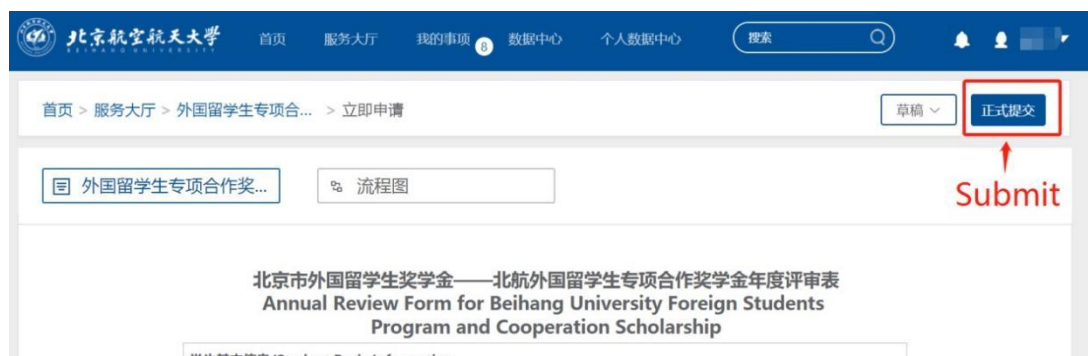 北京航空航天大学 首页 服务大厅 我的事项 8 数据中心 个人数据中心 搜索
BEIHANG UNIVERSITY
首页 > 服务大厅 > 外国留学生专项合... > 立即申请 草稿 正式提交
外国留学生专项合作奖... 流程图
Submit
北京市外国留学生奖学金——北航外国留学生专项合作奖学金年度评审表
Annual Review Form for Beihang University Foreign Students
Program and Cooperation Scholarship